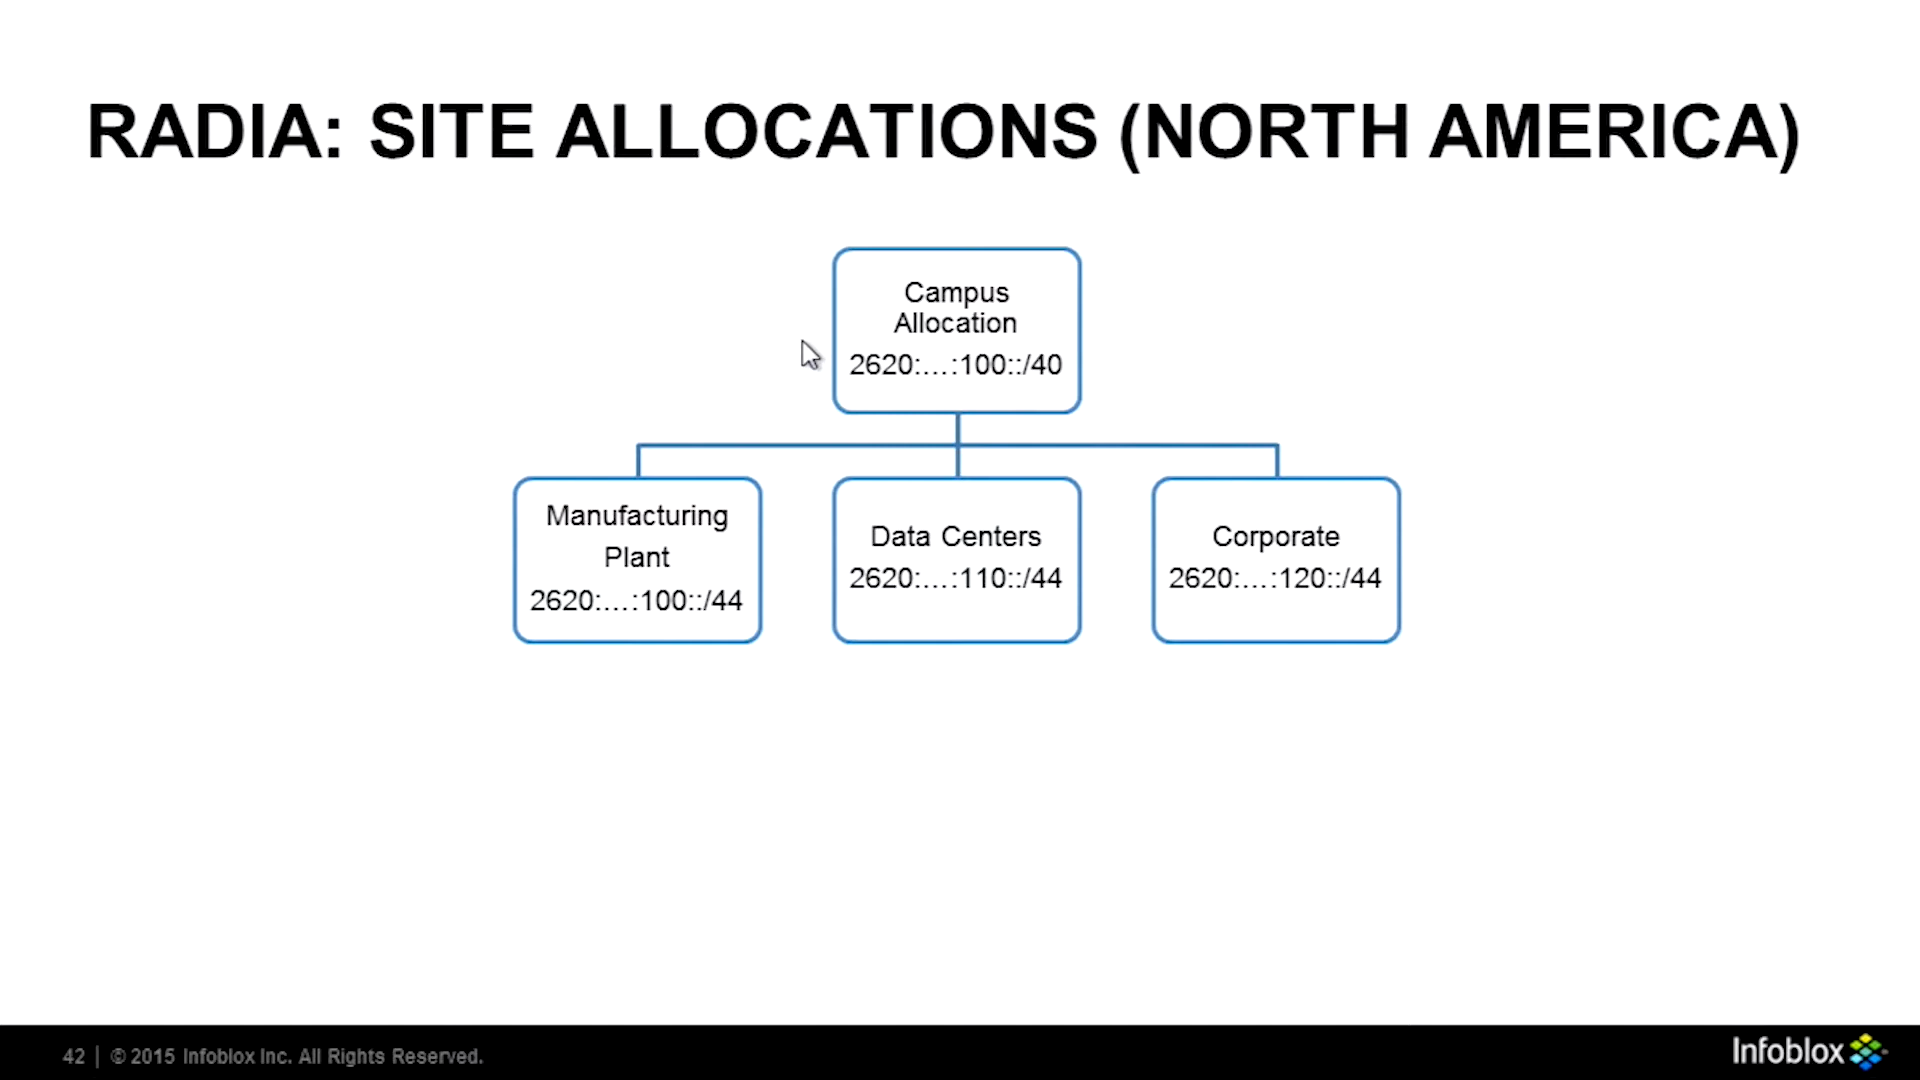 RADIA: SITE ALLOCATIONS (NORTH AMERICA)
Campus
Allocation
2620:...:100::/40
Manufacturing
Plant
2620:...:100::/44
Data Centers
2620:...:110::/44
Corporate
2620:...:120::/44
42 | © 2015 Infoblox Inc. All Rights Reserved.
Infoblox